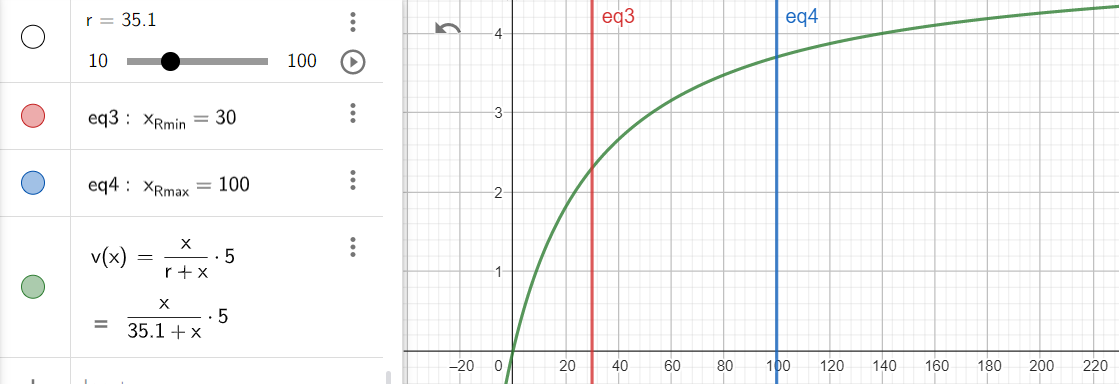 r = 35.1
10 100
eq3 : x_Rmin = 30
eq4 : x_Rmax = 100
v(x) = x / (r + x) · 5
= x / (35.1 + x) · 5
eq3 eq4
4
3
2
1
−20 0 20 40 60 80 100 120 140 160 180 200 220